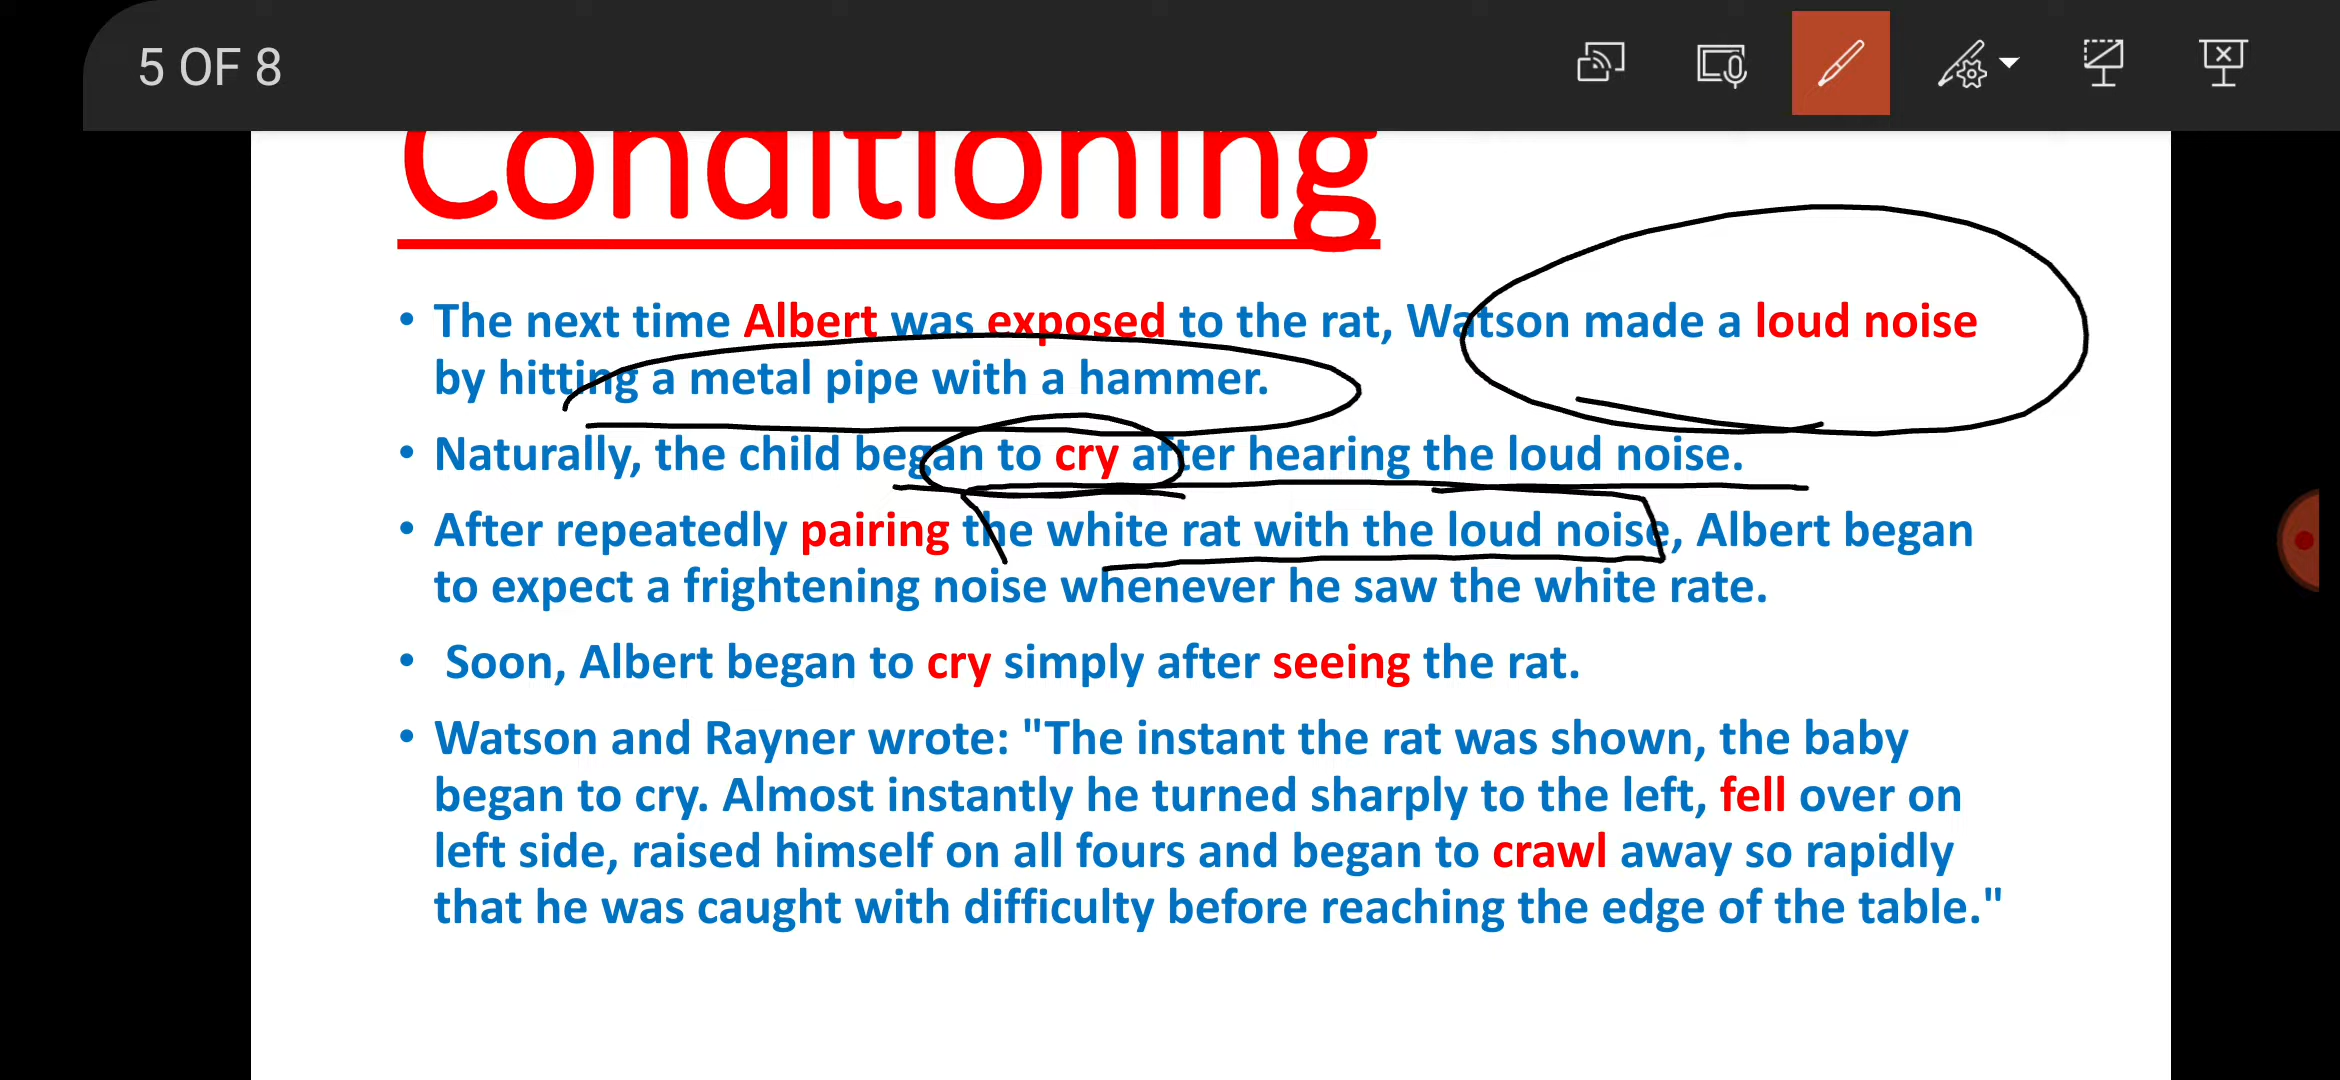 5 OF 8
Conditioning
• The next time Albert was exposed to the rat, Watson made a loud noise
by hitting a metal pipe with a hammer.
• Naturally, the child began to cry after hearing the loud noise.
• After repeatedly pairing the white rat with the loud noise, Albert began
to expect a frightening noise whenever he saw the white rate.
• Soon, Albert began to cry simply after seeing the rat.
• Watson and Rayner wrote: "The instant the rat was shown, the baby
began to cry. Almost instantly he turned sharply to the left, fell over on
left side, raised himself on all fours and began to crawl away so rapidly
that he was caught with difficulty before reaching the edge of the table."